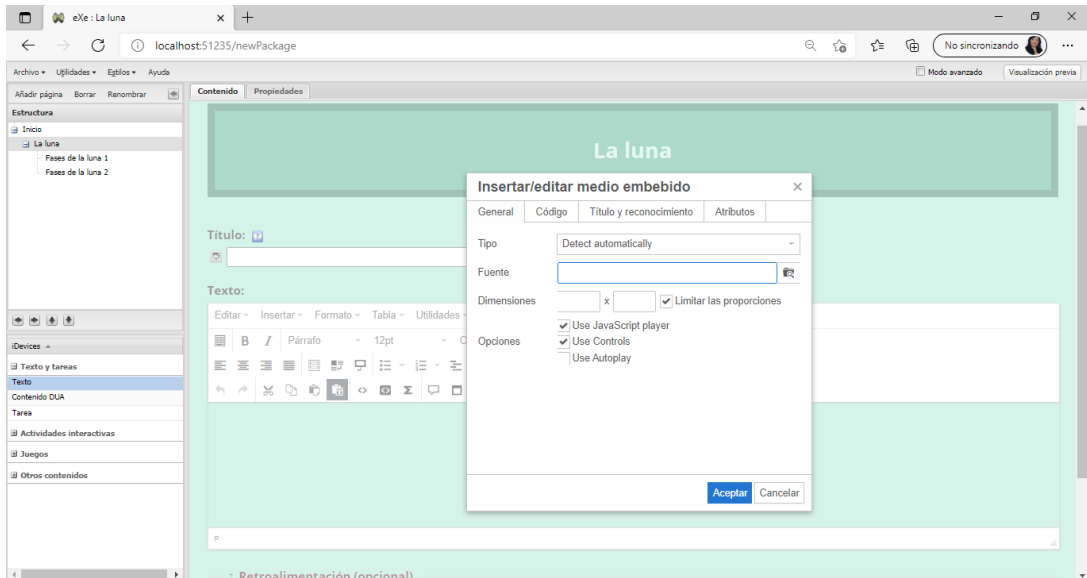 eXe : La luna
localhost:51235/newPackage
No sincronizando
Archivo Utilidades Estilos Ayuda
Modo avanzado
Visualización previa
Añadir página Borrar Renombrar
Contenido Propiedades
Estructura
Inicio
La luna
Fases de la luna 1
Fases de la luna 2
La luna
Insertar/editar medio embebido
General Código Título y reconocimiento Atributos
Título:
Tipo Detect automatically
Fuente
Texto:
Dimensiones x Limitar las proporciones
Editar Insertar Formato Tabla Utilidades
Use JavaScript player
B I Párrafo 12pt
Opciones Use Controls
Use Autoplay
iDevices
Texto y tareas
Texto
Contenido DUA
Tarea
Actividades interactivas
Juegos
Otros contenidos
Aceptar Cancelar
P
Retroalimentación (opcional)